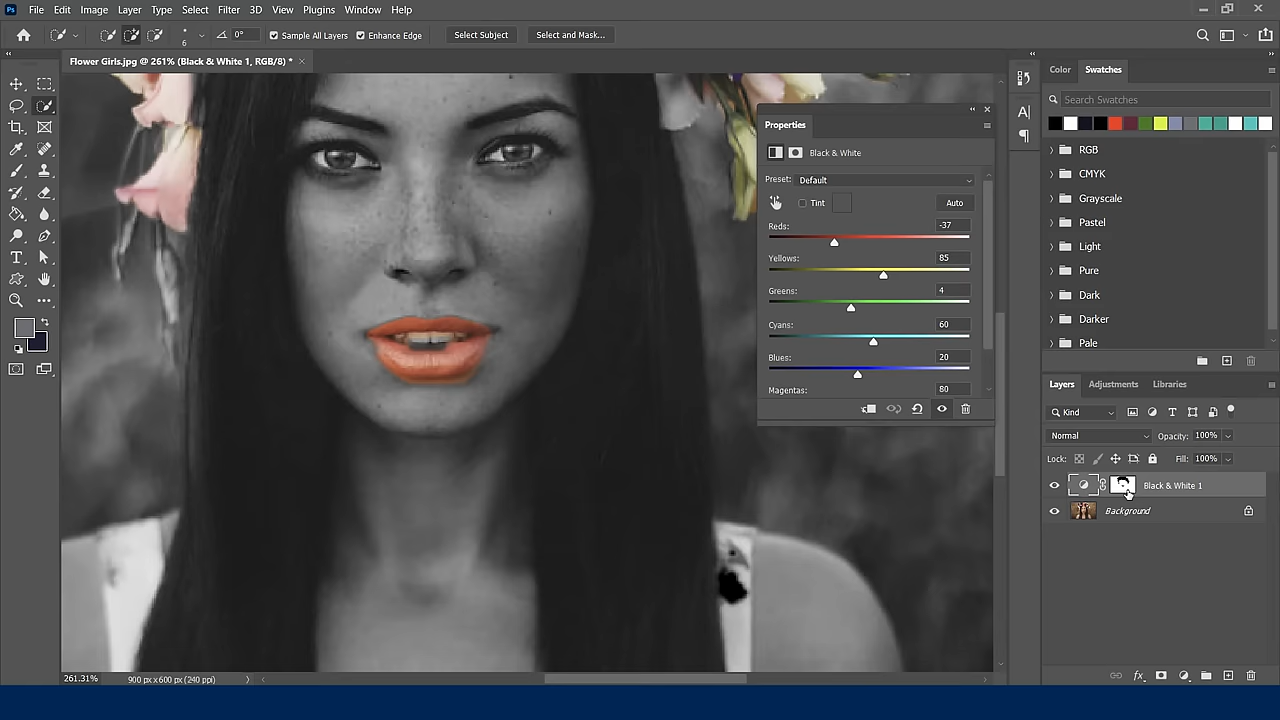 Ps File Edit Image Layer Type Select Filter 3D View Plugins Window Help
6 0° Sample All Layers Enhance Edge Select Subject Select and Mask...
Flower Girls.jpg @ 261% (Black & White 1, RGB/8) *
Properties
Black & White
Preset: Default
Tint Auto
Reds: -37
Yellows: 85
Greens: 4
Cyans: 60
Blues: 20
Magentas: 80
Color Swatches
Search Swatches
RGB
CMYK
Grayscale
Pastel
Light
Pure
Dark
Darker
Pale
Layers Adjustments Libraries
Kind
Normal Opacity: 100%
Lock: Fill: 100%
Black & White 1
Background
261.31% 900 px x 600 px (240 ppi)